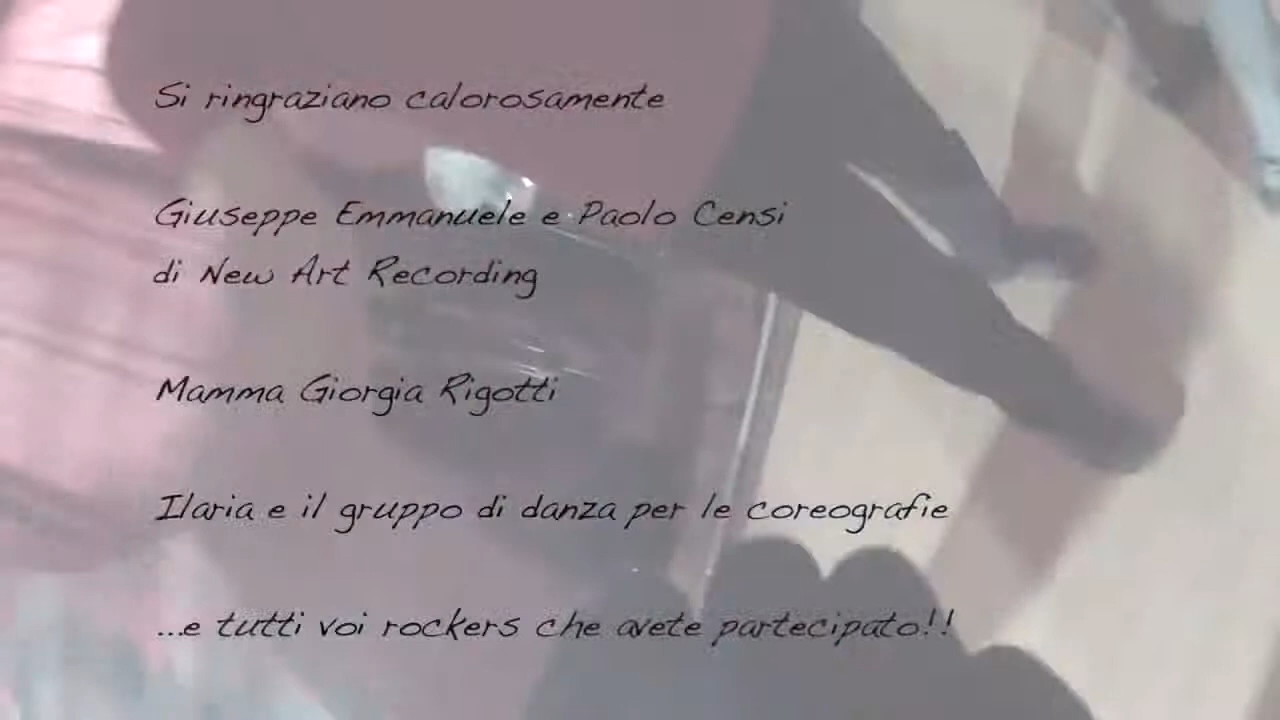 Si ringraziano calorosamente
Giuseppe Emmanuele e Paolo Censi
di New Art Recording
Mamma Giorgia Rigotti
Ilaria e il gruppo di danza per le coreografie
...e tutti voi rockers che avete partecipato!!